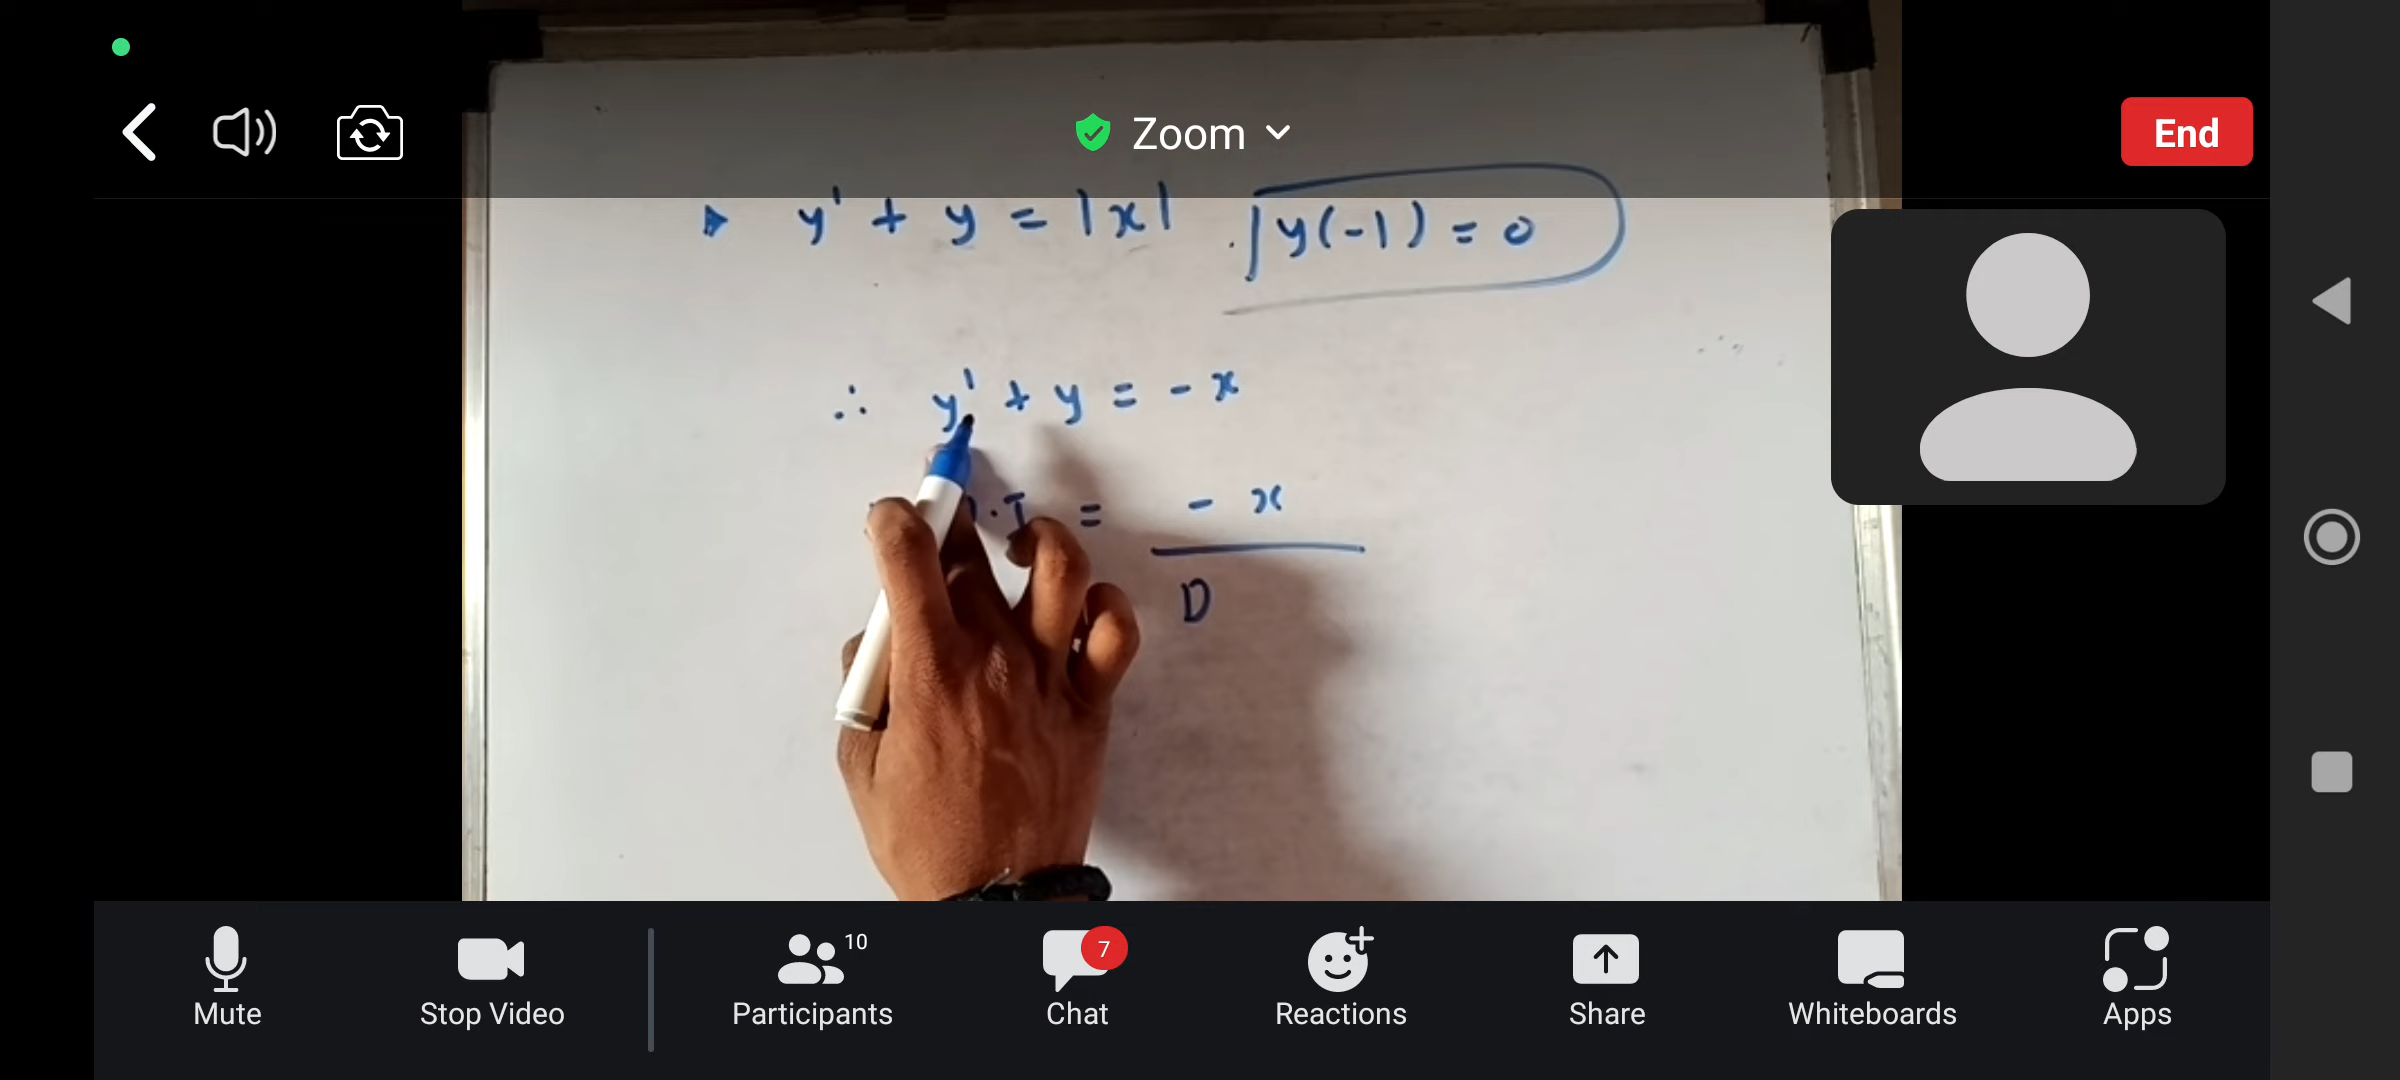 Zoom
End
y' + y = |x| y(-1) = 0
∴ y' + y = - x
.I = - x
D
10
7
Mute Stop Video Participants Chat Reactions Share Whiteboards Apps